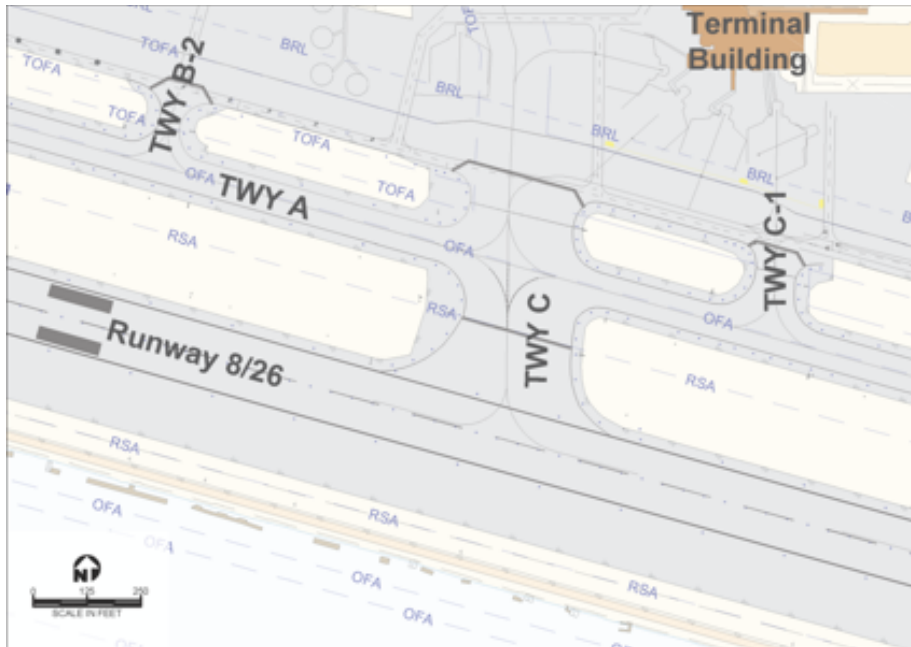 TOFA
Terminal
Building
BRL
TOFA
TWY B-2
TOFA
BRL
TOFA
TOFA
BRL
TOFA
BRL
OFA
TWY A
TWY C-1
RSA
OFA
RSA
TWY C
OFA
Runway 8/26
RSA
RSA
OFA
RSA
OFA
OFA
RSA
OFA
OFA
N
0 125 250
SCALE IN FEET